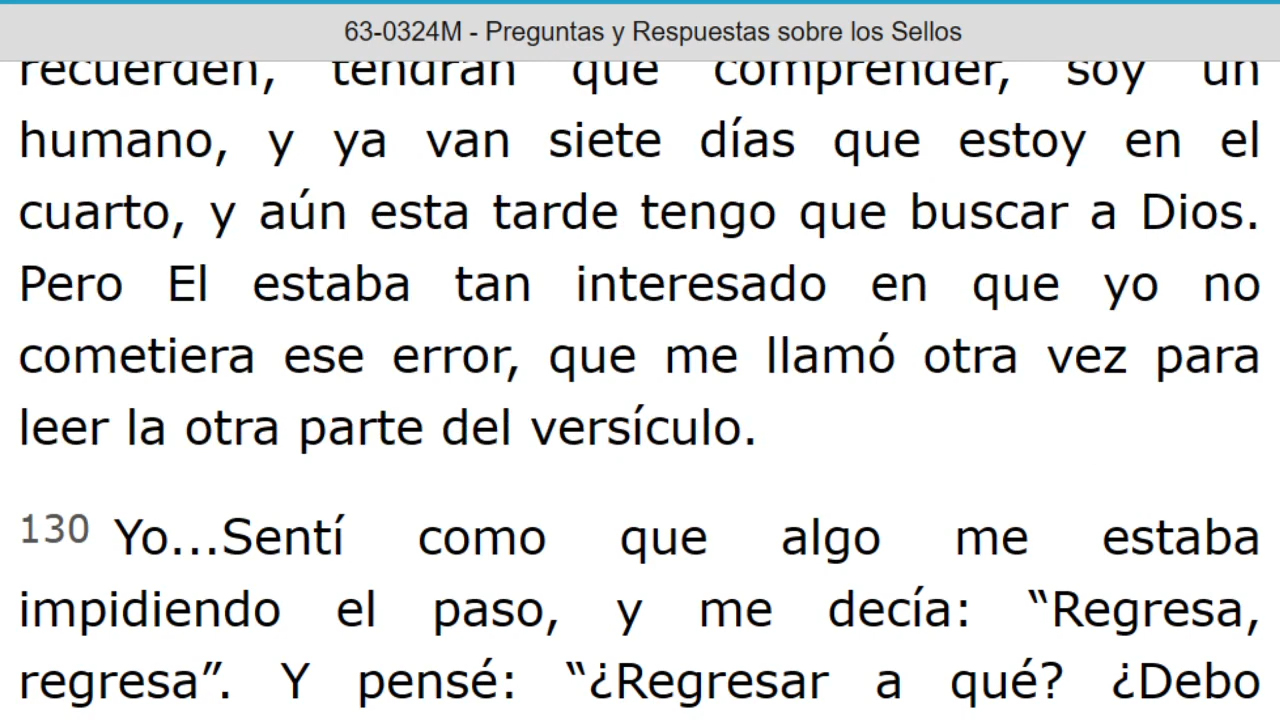 63-0324M - Preguntas y Respuestas sobre los Sellos
recuerden, tendrán que comprender, soy un
humano, y ya van siete días que estoy en el
cuarto, y aún esta tarde tengo que buscar a Dios.
Pero El estaba tan interesado en que yo no
cometiera ese error, que me llamó otra vez para
leer la otra parte del versículo.
130 Yo...Sentí como que algo me estaba
impidiendo el paso, y me decía: “Regresa,
regresa”. Y pensé: “¿Regresar a qué? ¿Debo